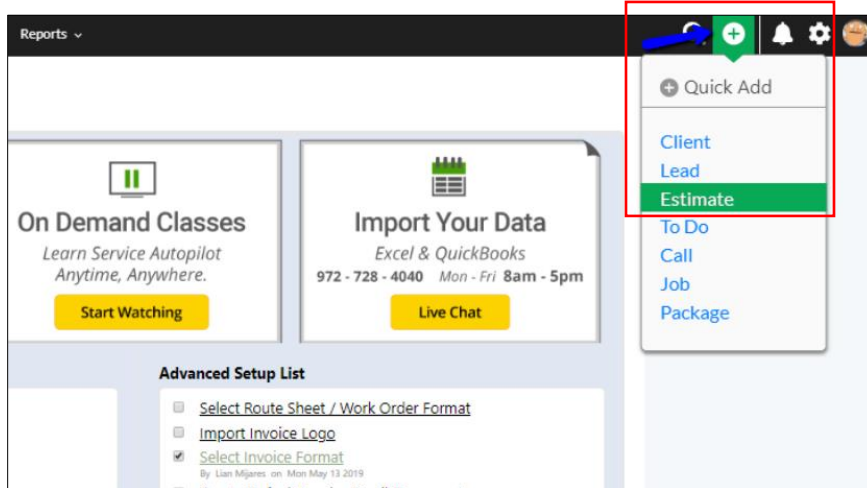 Reports
Quick Add
Client
Lead
Estimate
To Do
Call
Job
Package
On Demand Classes
Learn Service Autopilot
Anytime, Anywhere.
Start Watching
Import Your Data
Excel & QuickBooks
972 - 728 - 4040 Mon - Fri 8am - 5pm
Live Chat
Advanced Setup List
Select Route Sheet / Work Order Format
Import Invoice Logo
Select Invoice Format
By Lian Mijares on Mon May 13 2019